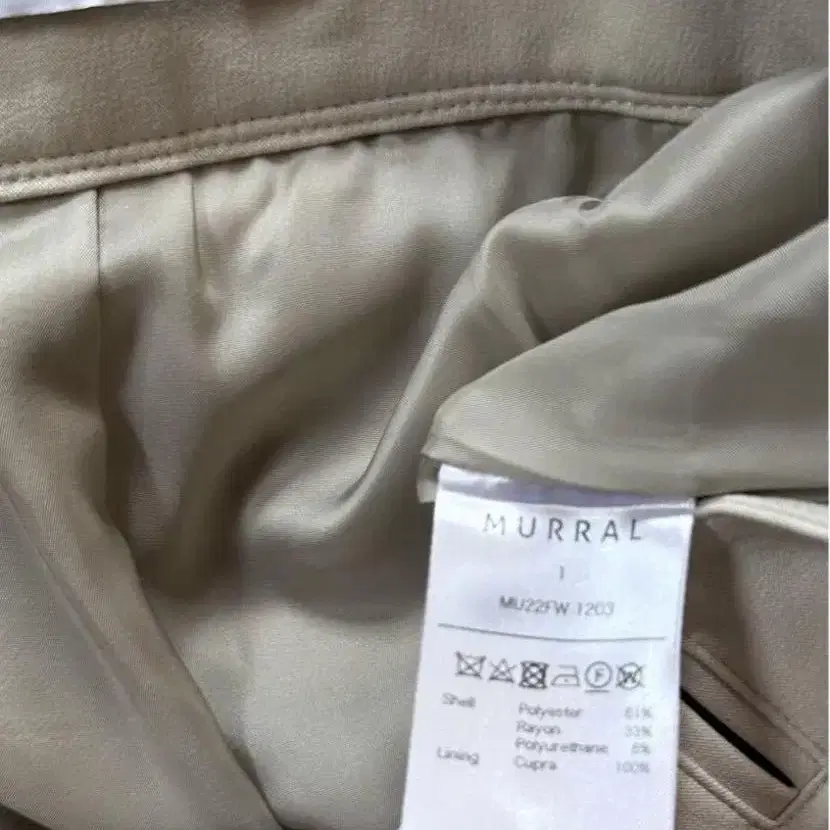 MURRAL
1
MU22FW 1203
F W
Shell Polyester 61%
Rayon 33%
Polyurethane 6%
Lining Cupra 100%